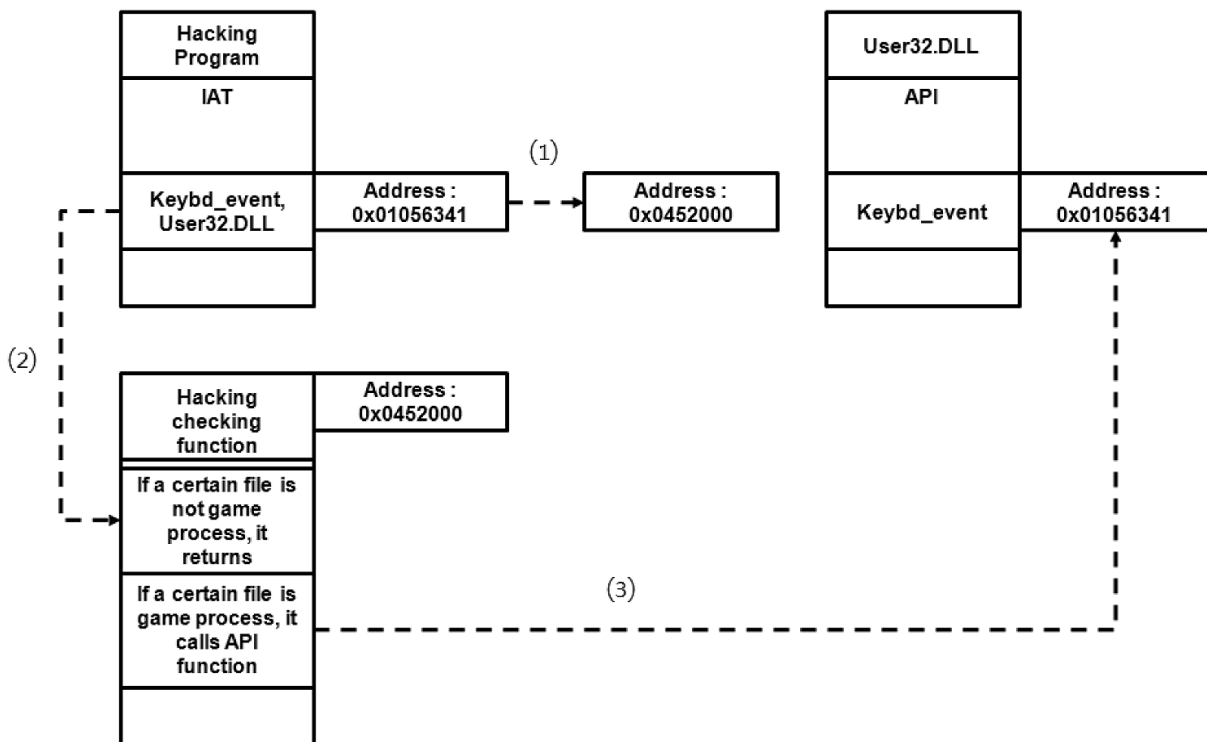 Hacking
Program
IAT
Keybd_event,
User32.DLL
Address :
0x01056341
(1)
Address :
0x0452000
User32.DLL
API
Keybd_event
Address :
0x01056341
(2)
Hacking
checking
function
Address :
0x0452000
If a certain file is
not game
process, it
returns
If a certain file is
game process, it
calls API
function
(3)